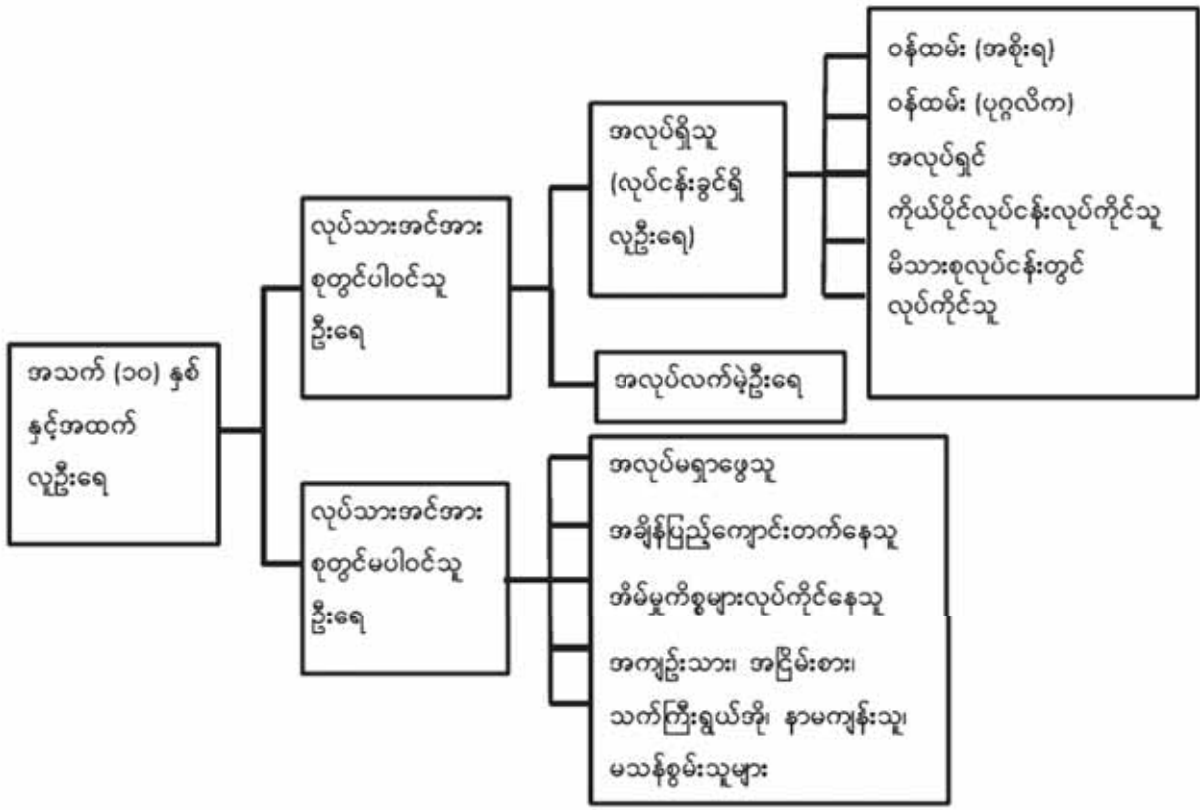 အသက် (၁၀) နှစ်
နှင့်အထက်
လူဦးရေ
လုပ်သားအင်အား
စုတွင်ပါဝင်သူ
ဦးရေ
အလုပ်ရှိသူ
(လုပ်ငန်းခွင်ရှိ
လူဦးရေ)
ဝန်ထမ်း (အစိုးရ)
ဝန်ထမ်း (ပုဂ္ဂလိက)
အလုပ်ရှင်
ကိုယ်ပိုင်လုပ်ငန်းလုပ်ကိုင်သူ
မိသားစုလုပ်ငန်းတွင်
လုပ်ကိုင်သူ
အလုပ်လက်မဲ့ဦးရေ
လုပ်သားအင်အား
စုတွင်မပါဝင်သူ
ဦးရေ
အလုပ်မရှာဖွေသူ
အချိန်ပြည့်ကျောင်းတက်နေသူ
အိမ်မှုကိစ္စများလုပ်ကိုင်နေသူ
အကျဉ်းသား၊ အငြိမ်းစား၊
သက်ကြီးရွယ်အို၊ နာမကျန်းသူ၊
မသန်စွမ်းသူများ